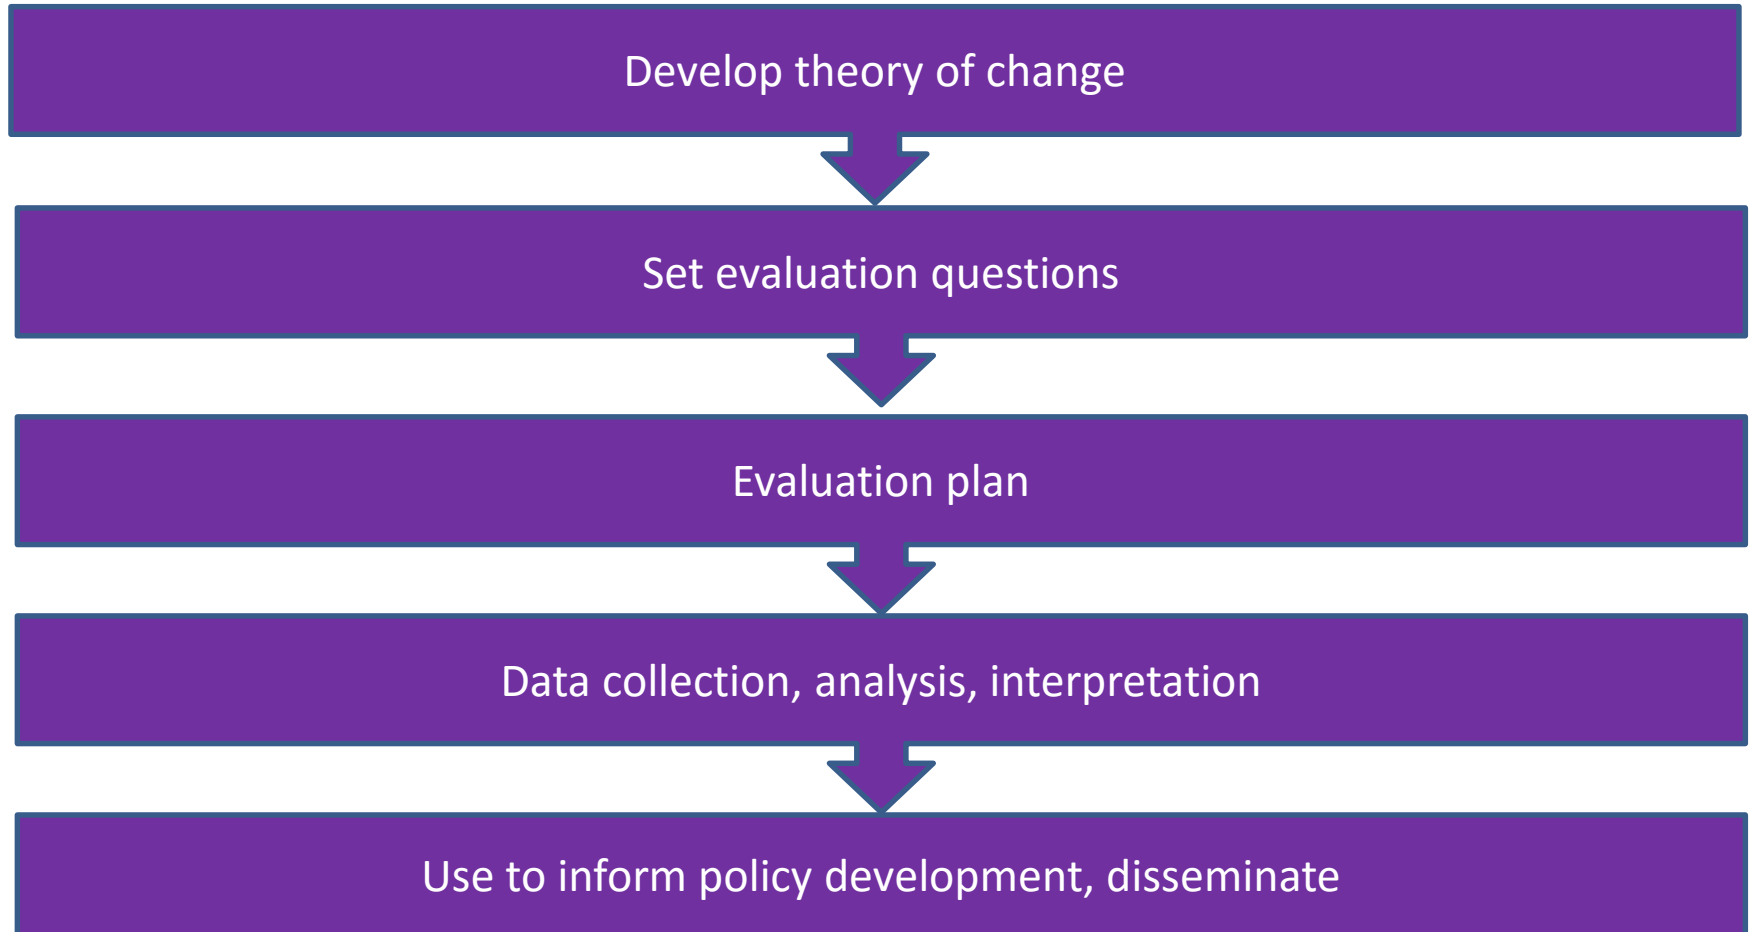 Develop theory of change
Set evaluation questions
Evaluation plan
Data collection, analysis, interpretation
Use to inform policy development, disseminate